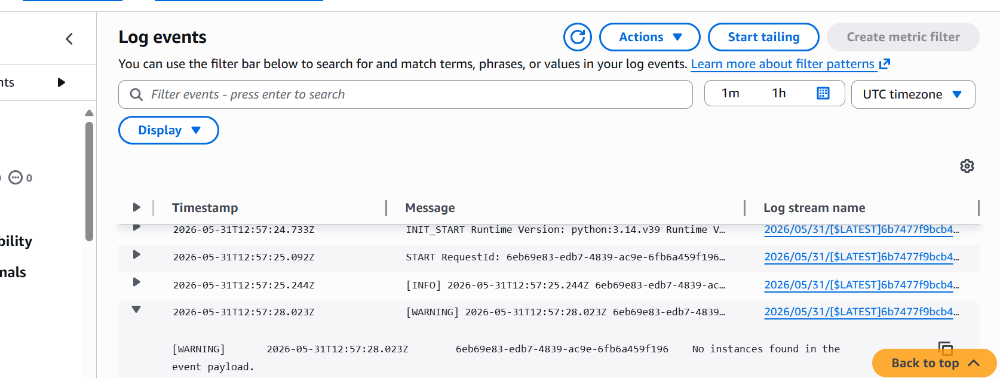 Log events
Actions
Start tailing
Create metric filter
You can use the filter bar below to search for and match terms, phrases, or values in your log events. Learn more about filter patterns
nts
Filter events - press enter to search
1m 1h
UTC timezone
Display
0
Timestamp Message Log stream name
2026-05-31T12:57:24.733Z INIT_START Runtime Version: python:3.14.v39 Runtime V… 2026/05/31/[$LATEST]6b7477f9bcb4…
2026-05-31T12:57:25.092Z START RequestId: 6eb69e83-edb7-4839-ac9e-6fb6a459f196… 2026/05/31/[$LATEST]6b7477f9bcb4…
bility
nals
2026-05-31T12:57:25.244Z [INFO] 2026-05-31T12:57:25.244Z 6eb69e83-edb7-4839-ac… 2026/05/31/[$LATEST]6b7477f9bcb4…
2026-05-31T12:57:28.023Z [WARNING] 2026-05-31T12:57:28.023Z 6eb69e83-edb7-4839… 2026/05/31/[$LATEST]6b7477f9bcb4…
[WARNING] 2026-05-31T12:57:28.023Z 6eb69e83-edb7-4839-ac9e-6fb6a459f196 No instances found in the
event payload.
Back to top